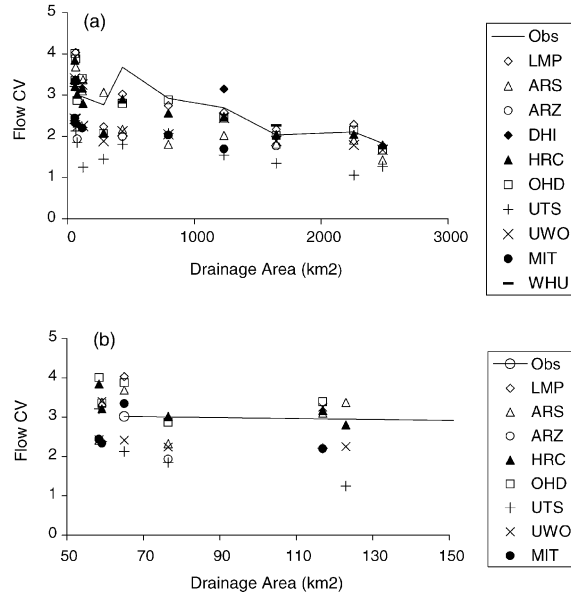 (a)
Flow CV
5
4
3
2
1
0
0 1000 2000 3000
Drainage Area (km2)
Obs
LMP
ARS
ARZ
DHI
HRC
OHD
UTS
UWO
MIT
WHU
(b)
Flow CV
5
4
3
2
1
0
50 70 90 110 130 150
Drainage Area (km2)
Obs
LMP
ARS
ARZ
HRC
OHD
UTS
UWO
MIT